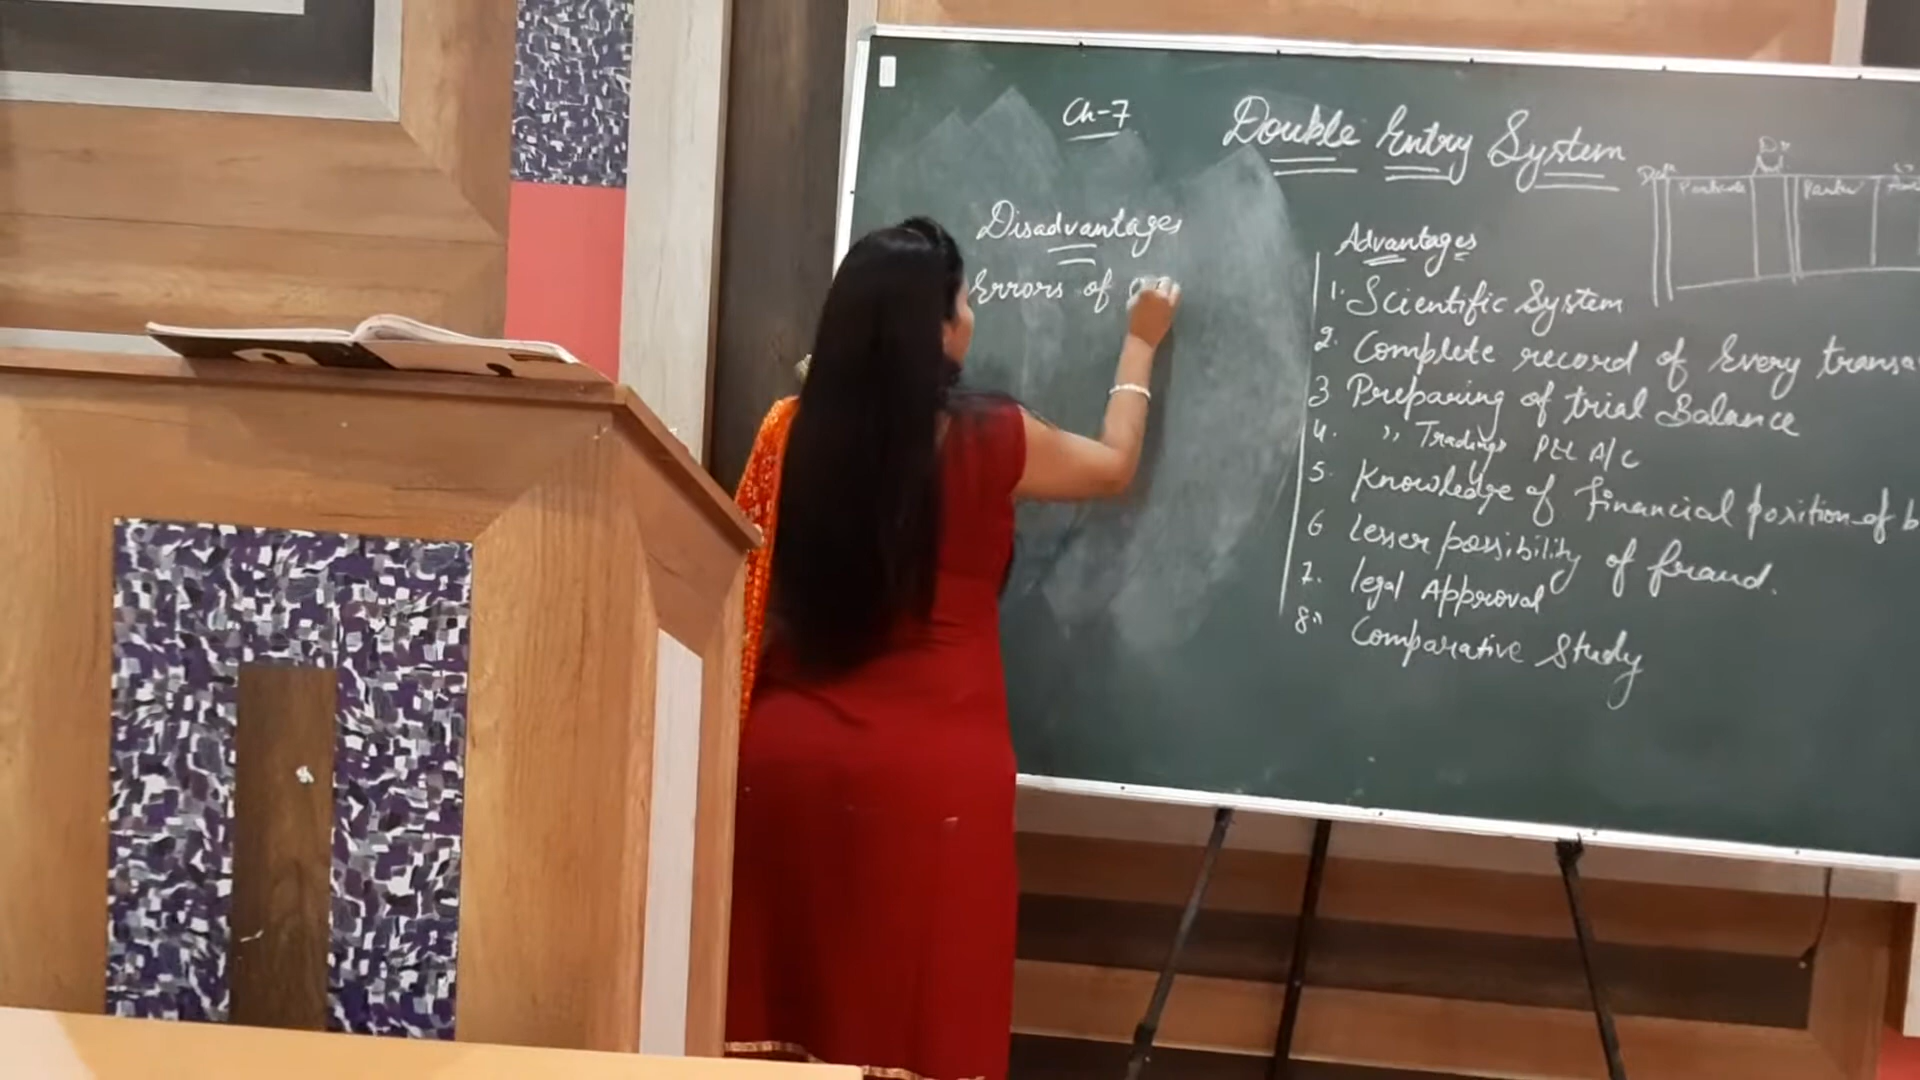 Ch-7
Double Entry System
Disadvantages
Errors of
Advantages
1. Scientific System
2. Complete record of Every transa
3 Preparing of trial Balance
4. ,, Trading, P&L A/C
5. Knowledge of financial position of b
6 lesser possibility of fraud.
7. legal Approval
8. Comparative Study